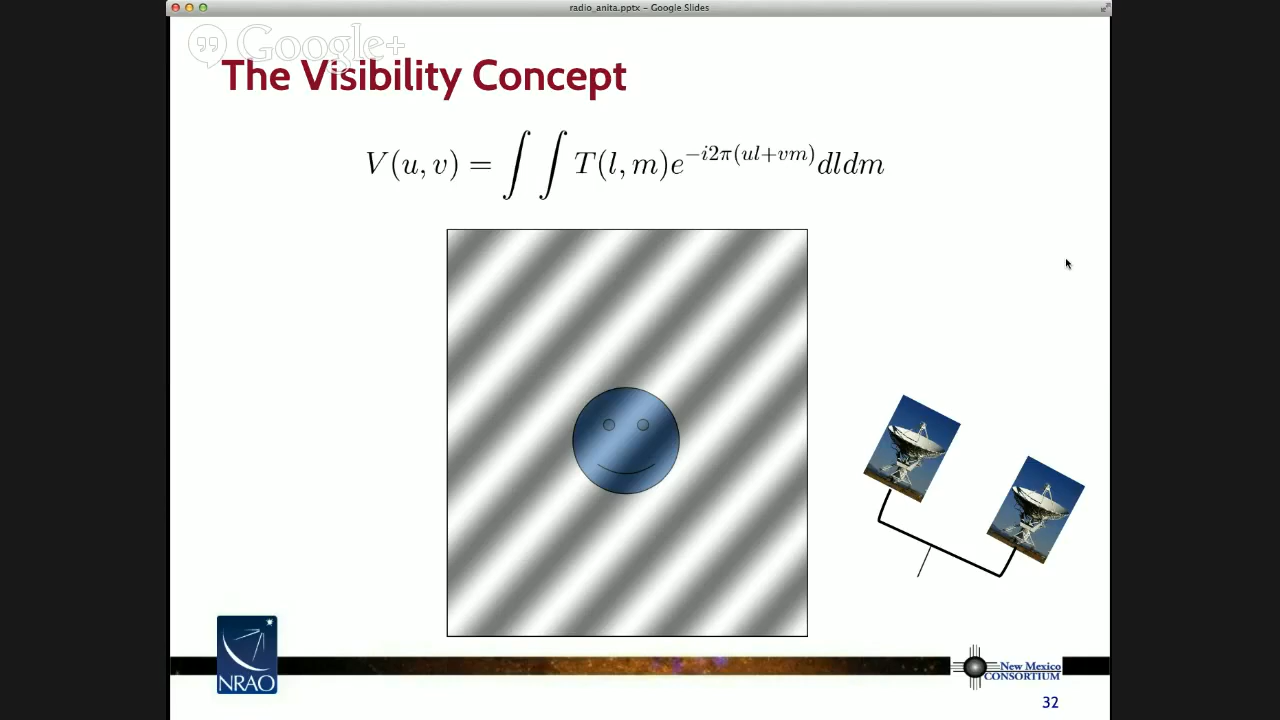 radio_anita.pptx - Google Slides
Google+
The Visibility Concept
V(u, v) = ∫ ∫ T(l, m)e^{-i2π(ul+vm)}dldm
NRAO
New Mexico
CONSORTIUM
32